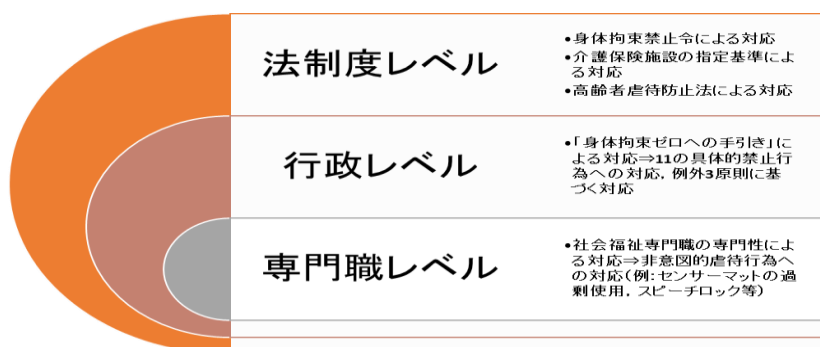 法制度レベル
•身体拘束禁止令による対応
•介護保険施設の指定基準によ
る対応
•高齢者虐待防止法による対応
行政レベル
•「身体拘束ゼロへの手引き」に
よる対応⇒11の具体的禁止行
為への対応，例外3原則に基
づく対応
専門職レベル
•社会福祉専門職の専門性によ
る対応⇒非意図的虐待行為へ
の対応(例:センサーマットの過
剰使用，スピーチロック等)